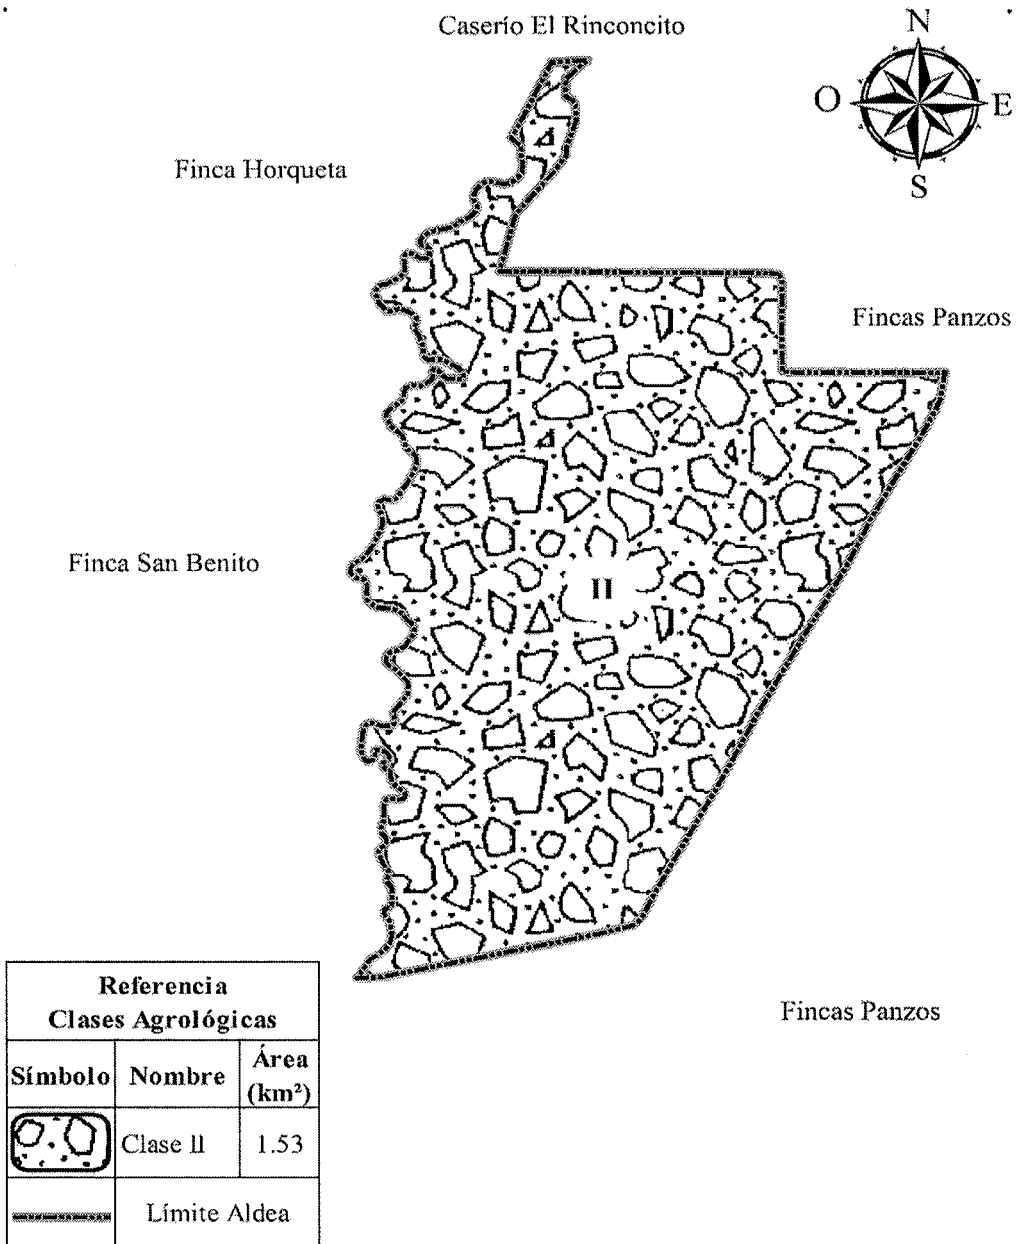 Caserío El Rinconcito
N
O
E
S
Finca Horqueta
Fincas Panzos
Finca San Benito
II
Fincas Panzos
Referencia
Clases Agrológicas
Símbolo
Nombre
Área
(km²)
Clase II
1.53
Límite Aldea